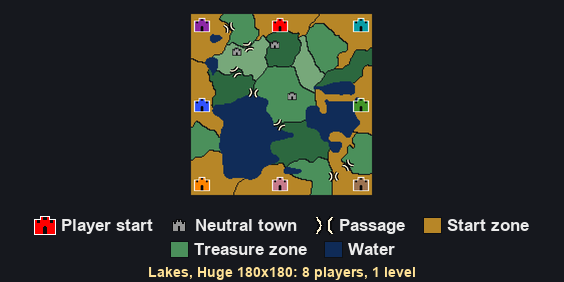 Player start Neutral town Passage Start zone
Treasure zone Water
Lakes, Huge 180x180: 8 players, 1 level